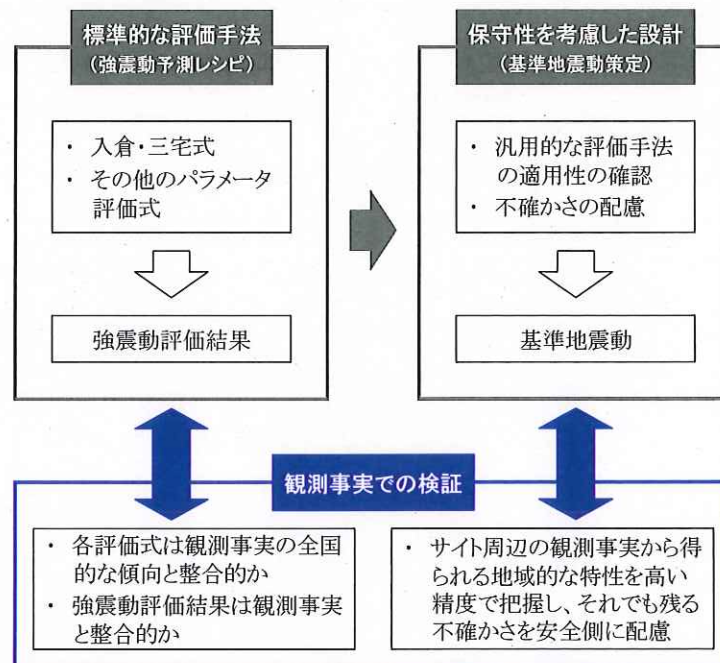 標準的な評価手法
(強震動予測レシピ)
・ 入倉・三宅式
・ その他のパラメータ
評価式
強震動評価結果
保守性を考慮した設計
(基準地震動策定)
・ 汎用的な評価手法
の適用性の確認
・ 不確かさの配慮
基準地震動
観測事実での検証
・ 各評価式は観測事実の全国
的な傾向と整合的か
・ 強震動評価結果は観測事実
と整合的か
・ サイト周辺の観測事実から得
られる地域的な特性を高い
精度で把握し、それでも残る
不確かさを安全側に配慮